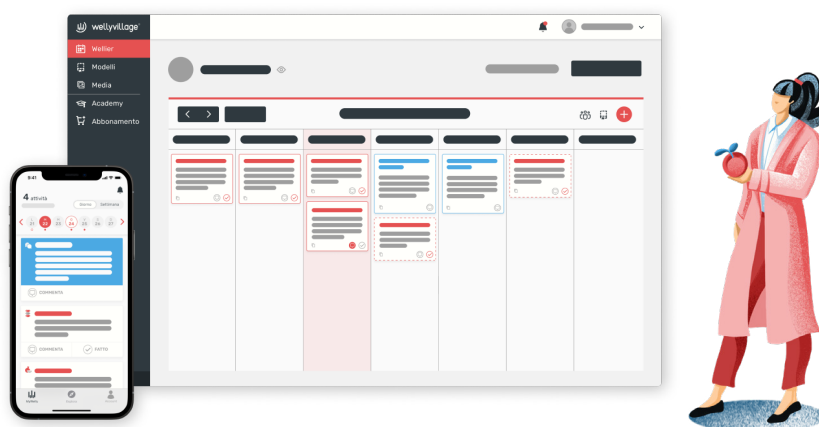 wellyvillage
Wellier
Modelli
Media
Academy
Abbonamento
9:41
4 attività
Giorno Settimana
21 22 23 24 25 26 27
COMMENTA
COMMENTA FATTO